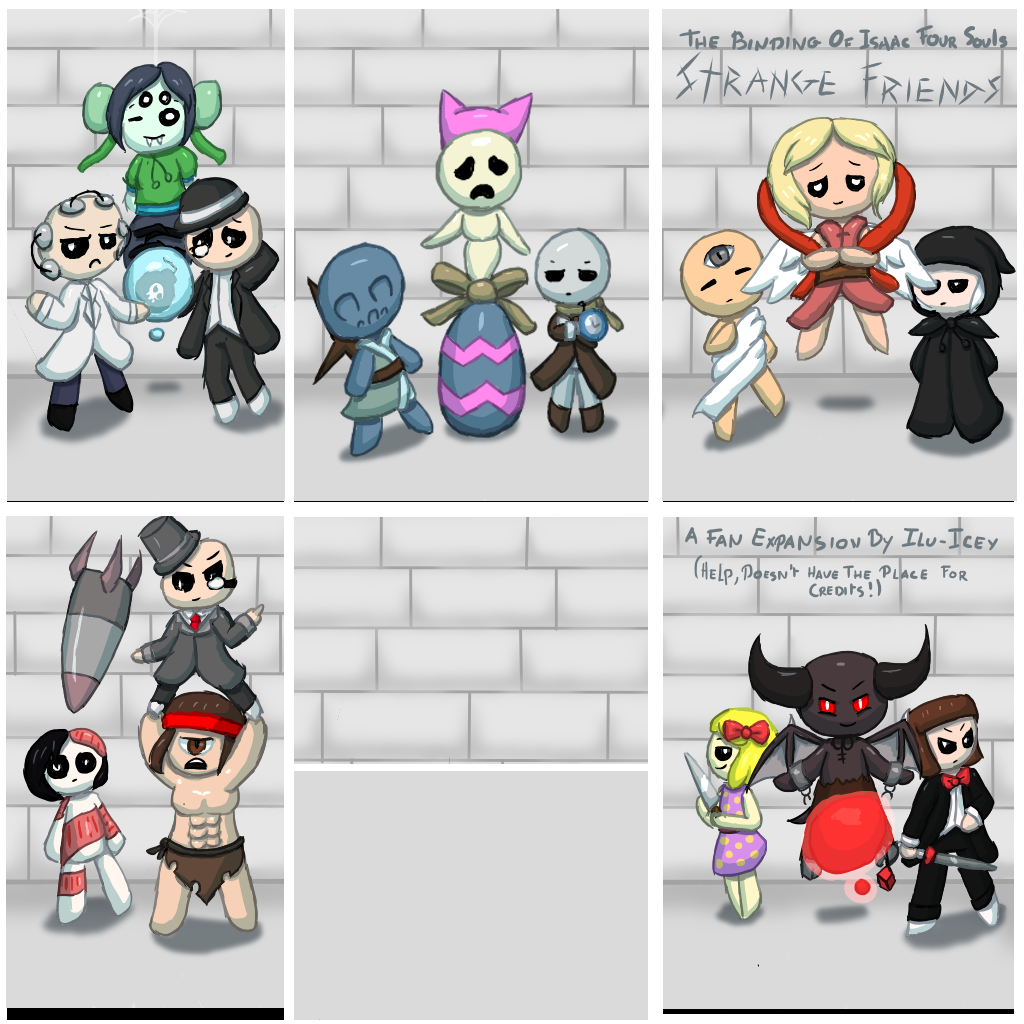 The Binding Of Isaac Four Souls
Strange Friends
A Fan Expansion By Ilu-Icey
(Help, Doesn't Have The Place For
Credits!)